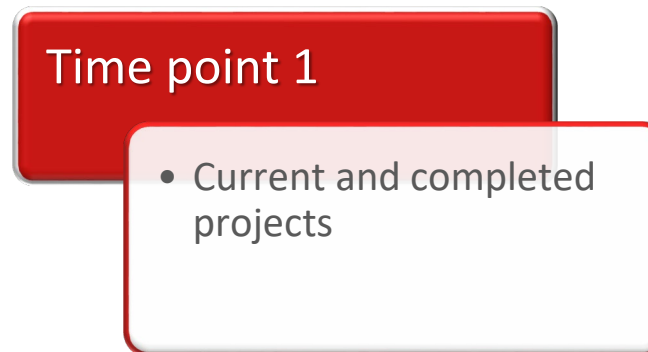 Time point 1
• Current and completed
projects